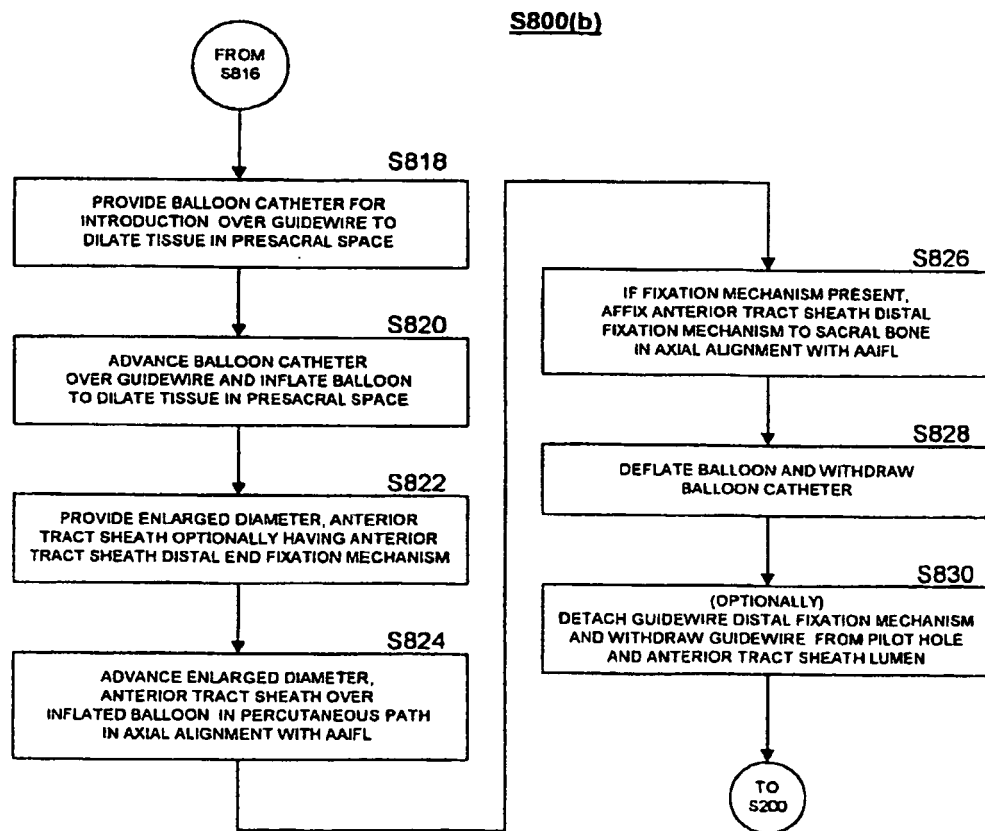 S800(b)
FROM
S816
S818
PROVIDE BALLOON CATHETER FOR
INTRODUCTION OVER GUIDEWIRE TO
DILATE TISSUE IN PRESACRAL SPACE
S820
ADVANCE BALLOON CATHETER
OVER GUIDEWIRE AND INFLATE BALLOON
TO DILATE TISSUE IN PRESACRAL SPACE
S822
PROVIDE ENLARGED DIAMETER, ANTERIOR
TRACT SHEATH OPTIONALLY HAVING ANTERIOR
TRACT SHEATH DISTAL END FIXATION MECHANISM
S824
ADVANCE ENLARGED DIAMETER,
ANTERIOR TRACT SHEATH OVER
INFLATED BALLOON IN PERCUTANEOUS PATH
IN AXIAL ALIGNMENT WITH AAIFL
S826
IF FIXATION MECHANISM PRESENT,
AFFIX ANTERIOR TRACT SHEATH DISTAL
FIXATION MECHANISM TO SACRAL BONE
IN AXIAL ALIGNMENT WITH AAIFL
S828
DEFLATE BALLOON AND WITHDRAW
BALLOON CATHETER
S830
(OPTIONALLY)
DETACH GUIDEWIRE DISTAL FIXATION MECHANISM
AND WITHDRAW GUIDEWIRE FROM PILOT HOLE
AND ANTERIOR TRACT SHEATH LUMEN
TO
S200